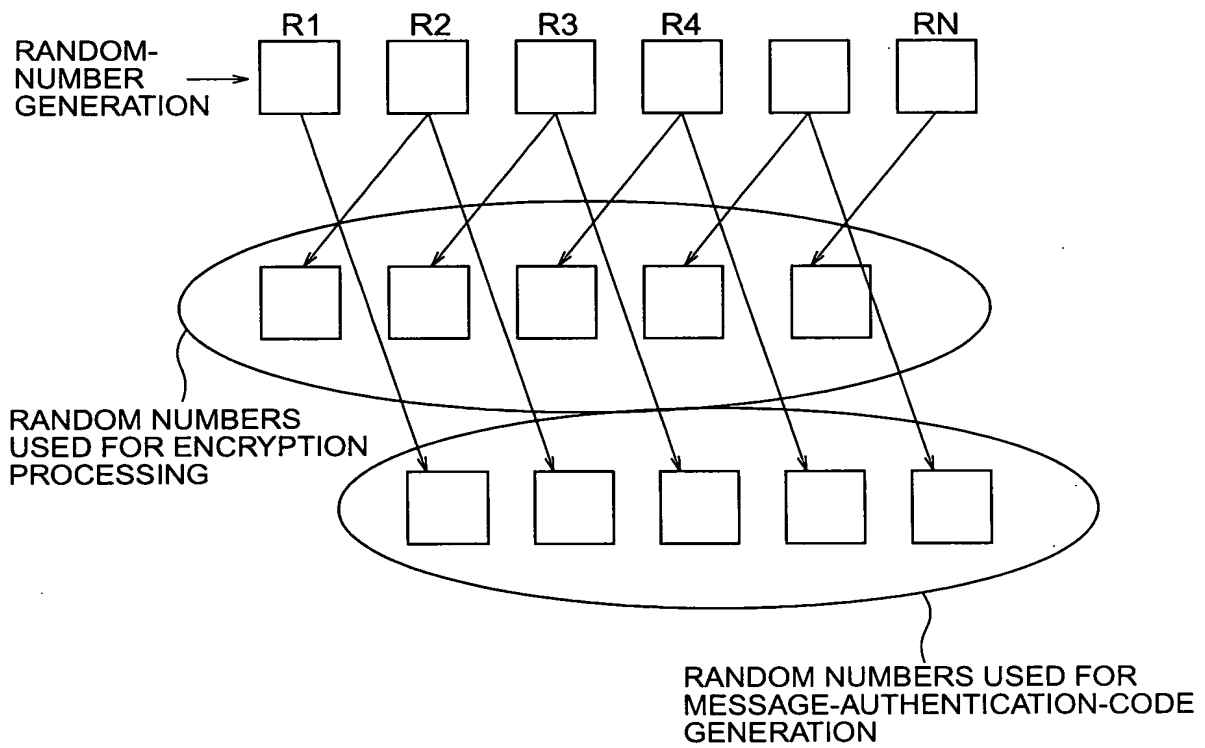 R1 R2 R3 R4 RN
RANDOM-
NUMBER
GENERATION
RANDOM NUMBERS
USED FOR ENCRYPTION
PROCESSING
RANDOM NUMBERS USED FOR
MESSAGE-AUTHENTICATION-CODE
GENERATION